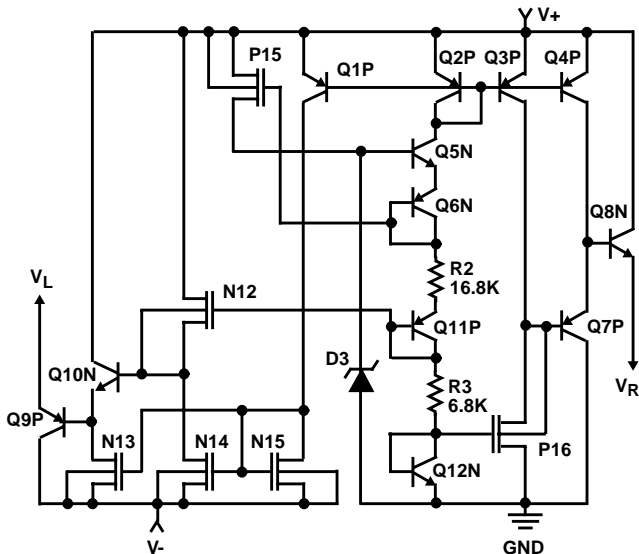 V+
P15
Q1P
Q2P
Q3P
Q4P
Q5N
Q6N
Q8N
R2
16.8K
VL
N12
Q11P
Q7P
D3
Q10N
R3
6.8K
VR
Q9P
N13
N14
N15
P16
Q12N
V-
GND